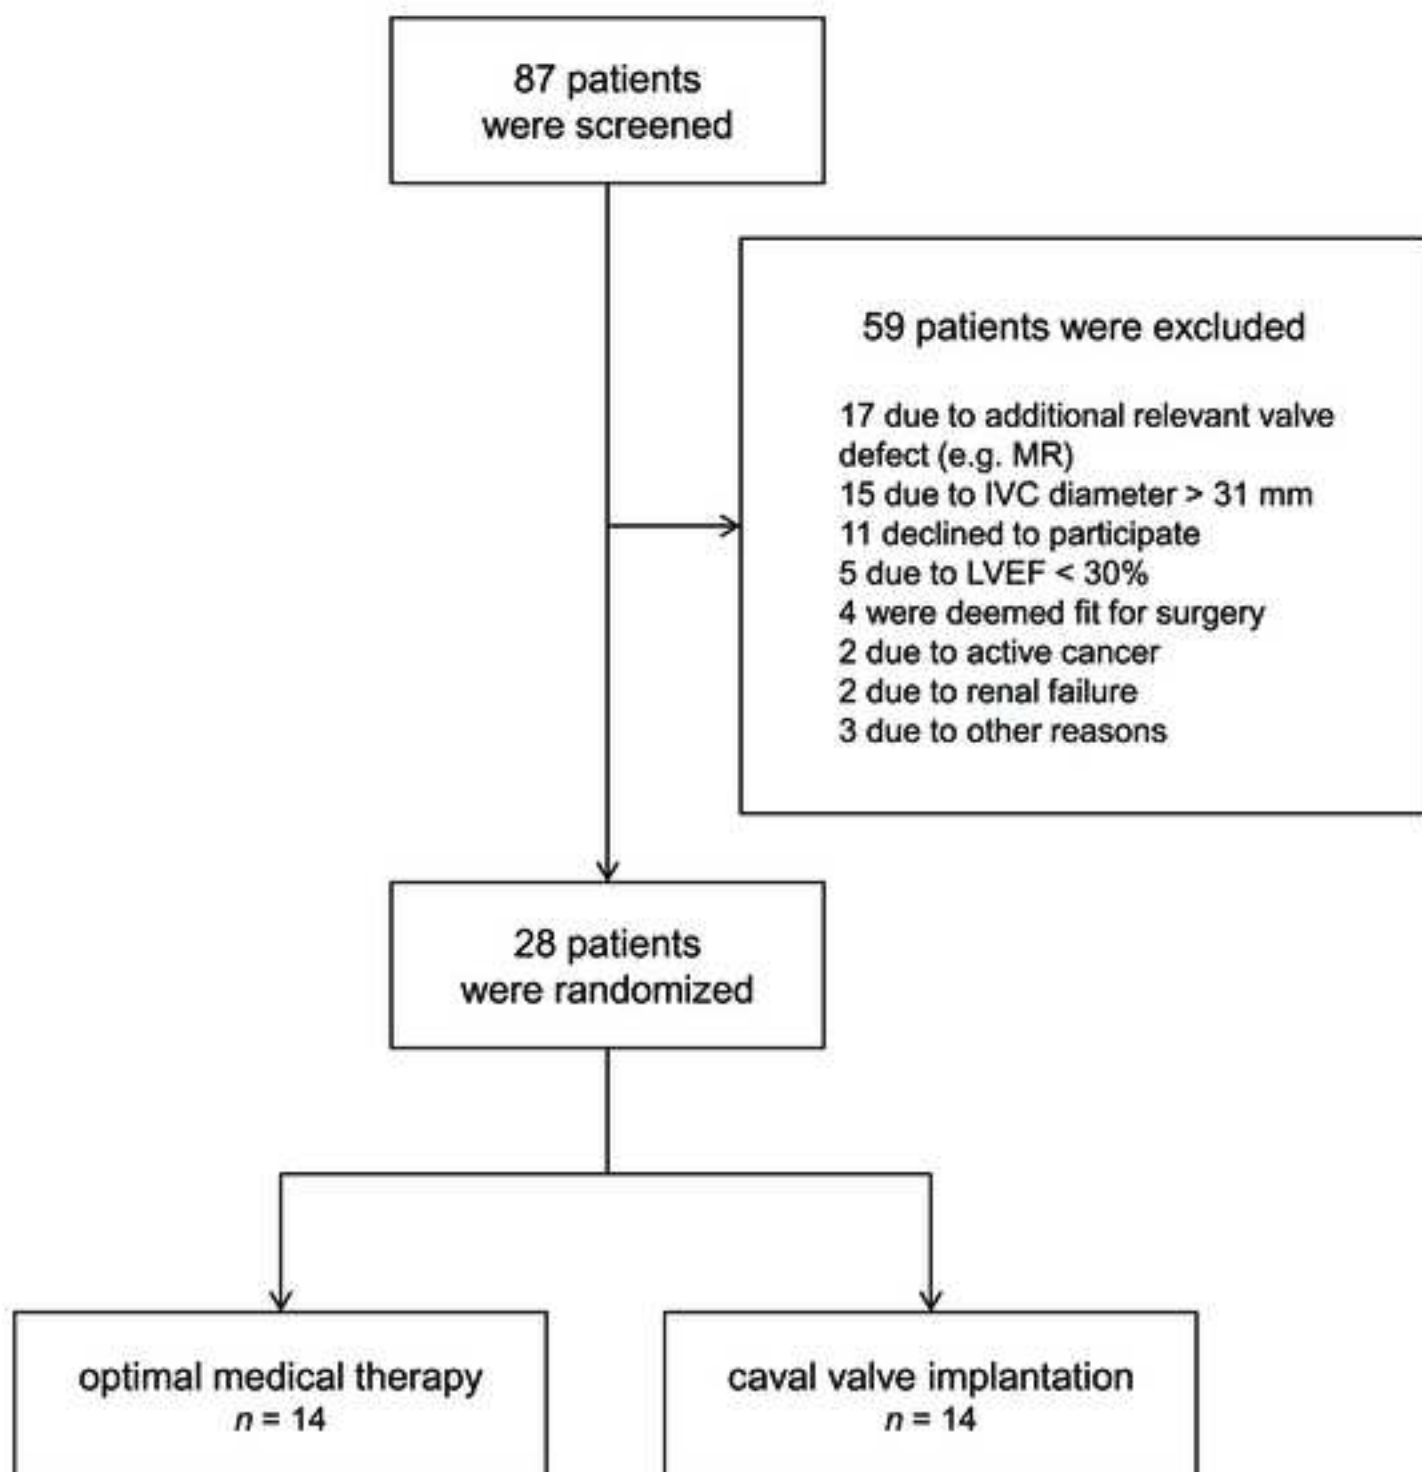 87 patients
were screened
59 patients were excluded
17 due to additional relevant valve
defect (e.g. MR)
15 due to IVC diameter > 31 mm
11 declined to participate
5 due to LVEF < 30%
4 were deemed fit for surgery
2 due to active cancer
2 due to renal failure
3 due to other reasons
28 patients
were randomized
optimal medical therapy
n = 14
caval valve implantation
n = 14